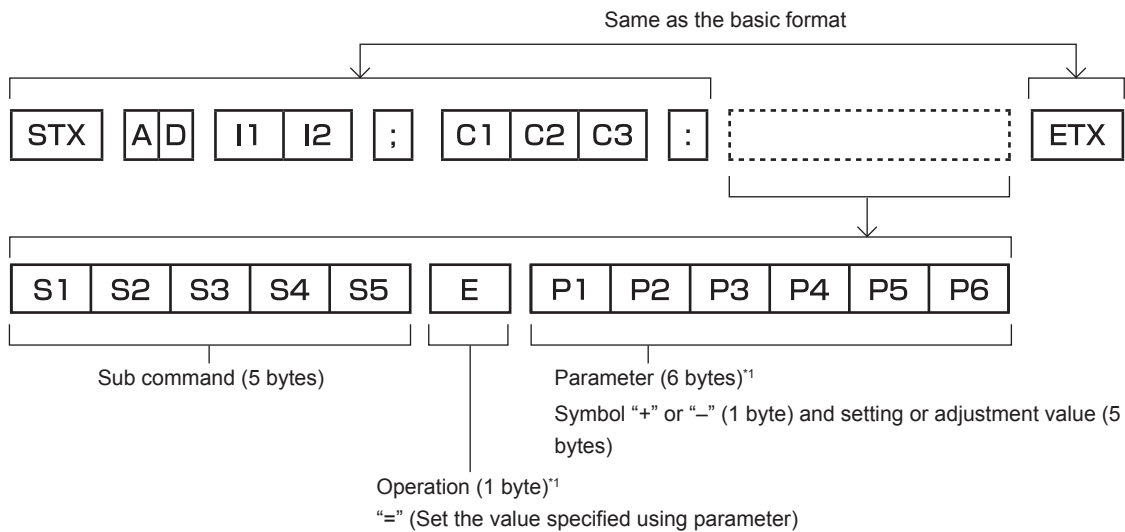 Same as the basic format
STX A D I1 I2 ; C1 C2 C3 : ETX
S1 S2 S3 S4 S5 E P1 P2 P3 P4 P5 P6
Sub command (5 bytes)
Parameter (6 bytes)*1
Symbol “+” or “–” (1 byte) and setting or adjustment value (5
bytes)
Operation (1 byte)*1
“=” (Set the value specified using parameter)